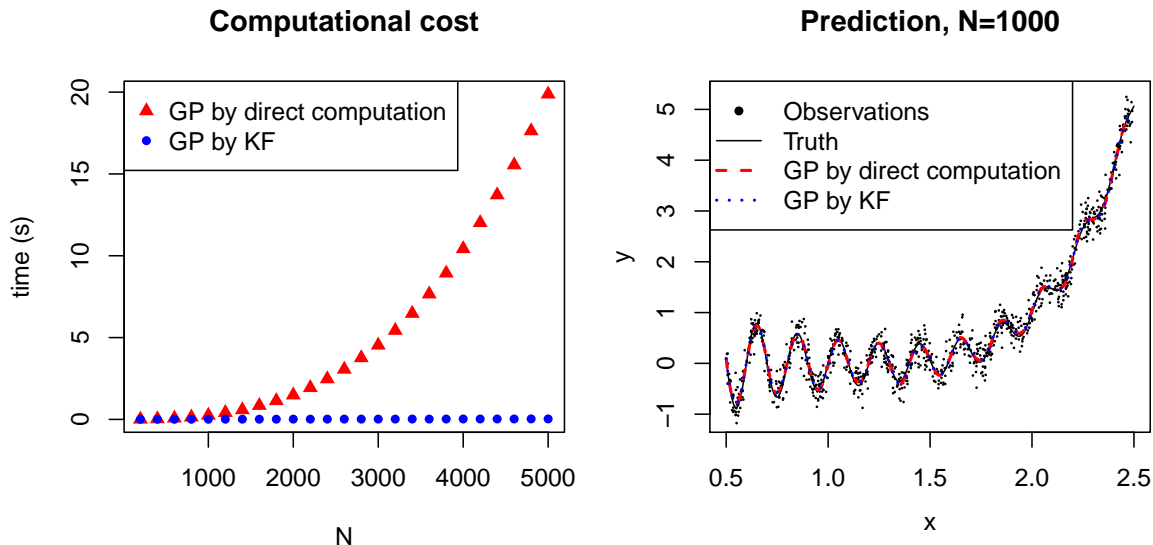 Computational cost
GP by direct computation
GP by KF
time (s)
0
5
10
15
20
1000
2000
3000
4000
5000
N
Prediction, N=1000
Observations
Truth
GP by direct computation
GP by KF
y
−1
0
1
2
3
4
5
0.5
1.0
1.5
2.0
2.5
x